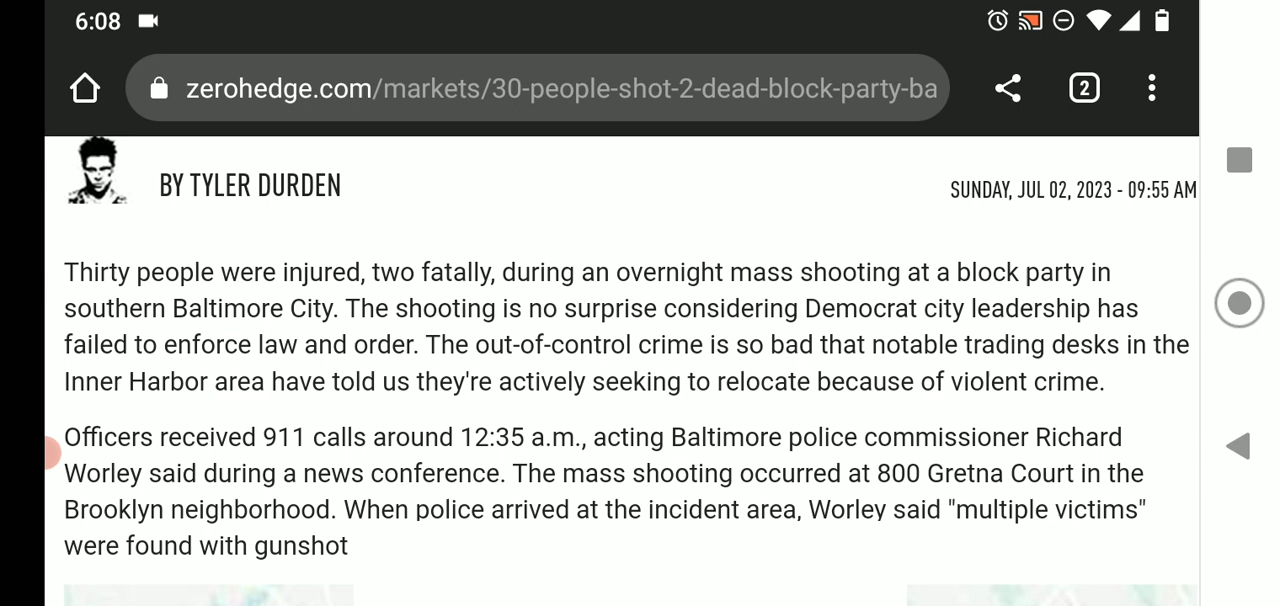 6:08
zerohedge.com/markets/30-people-shot-2-dead-block-party-ba
2
BY TYLER DURDEN
SUNDAY, JUL 02, 2023 - 09:55 AM
Thirty people were injured, two fatally, during an overnight mass shooting at a block party in
southern Baltimore City. The shooting is no surprise considering Democrat city leadership has
failed to enforce law and order. The out-of-control crime is so bad that notable trading desks in the
Inner Harbor area have told us they're actively seeking to relocate because of violent crime.
Officers received 911 calls around 12:35 a.m., acting Baltimore police commissioner Richard
Worley said during a news conference. The mass shooting occurred at 800 Gretna Court in the
Brooklyn neighborhood. When police arrived at the incident area, Worley said "multiple victims"
were found with gunshot